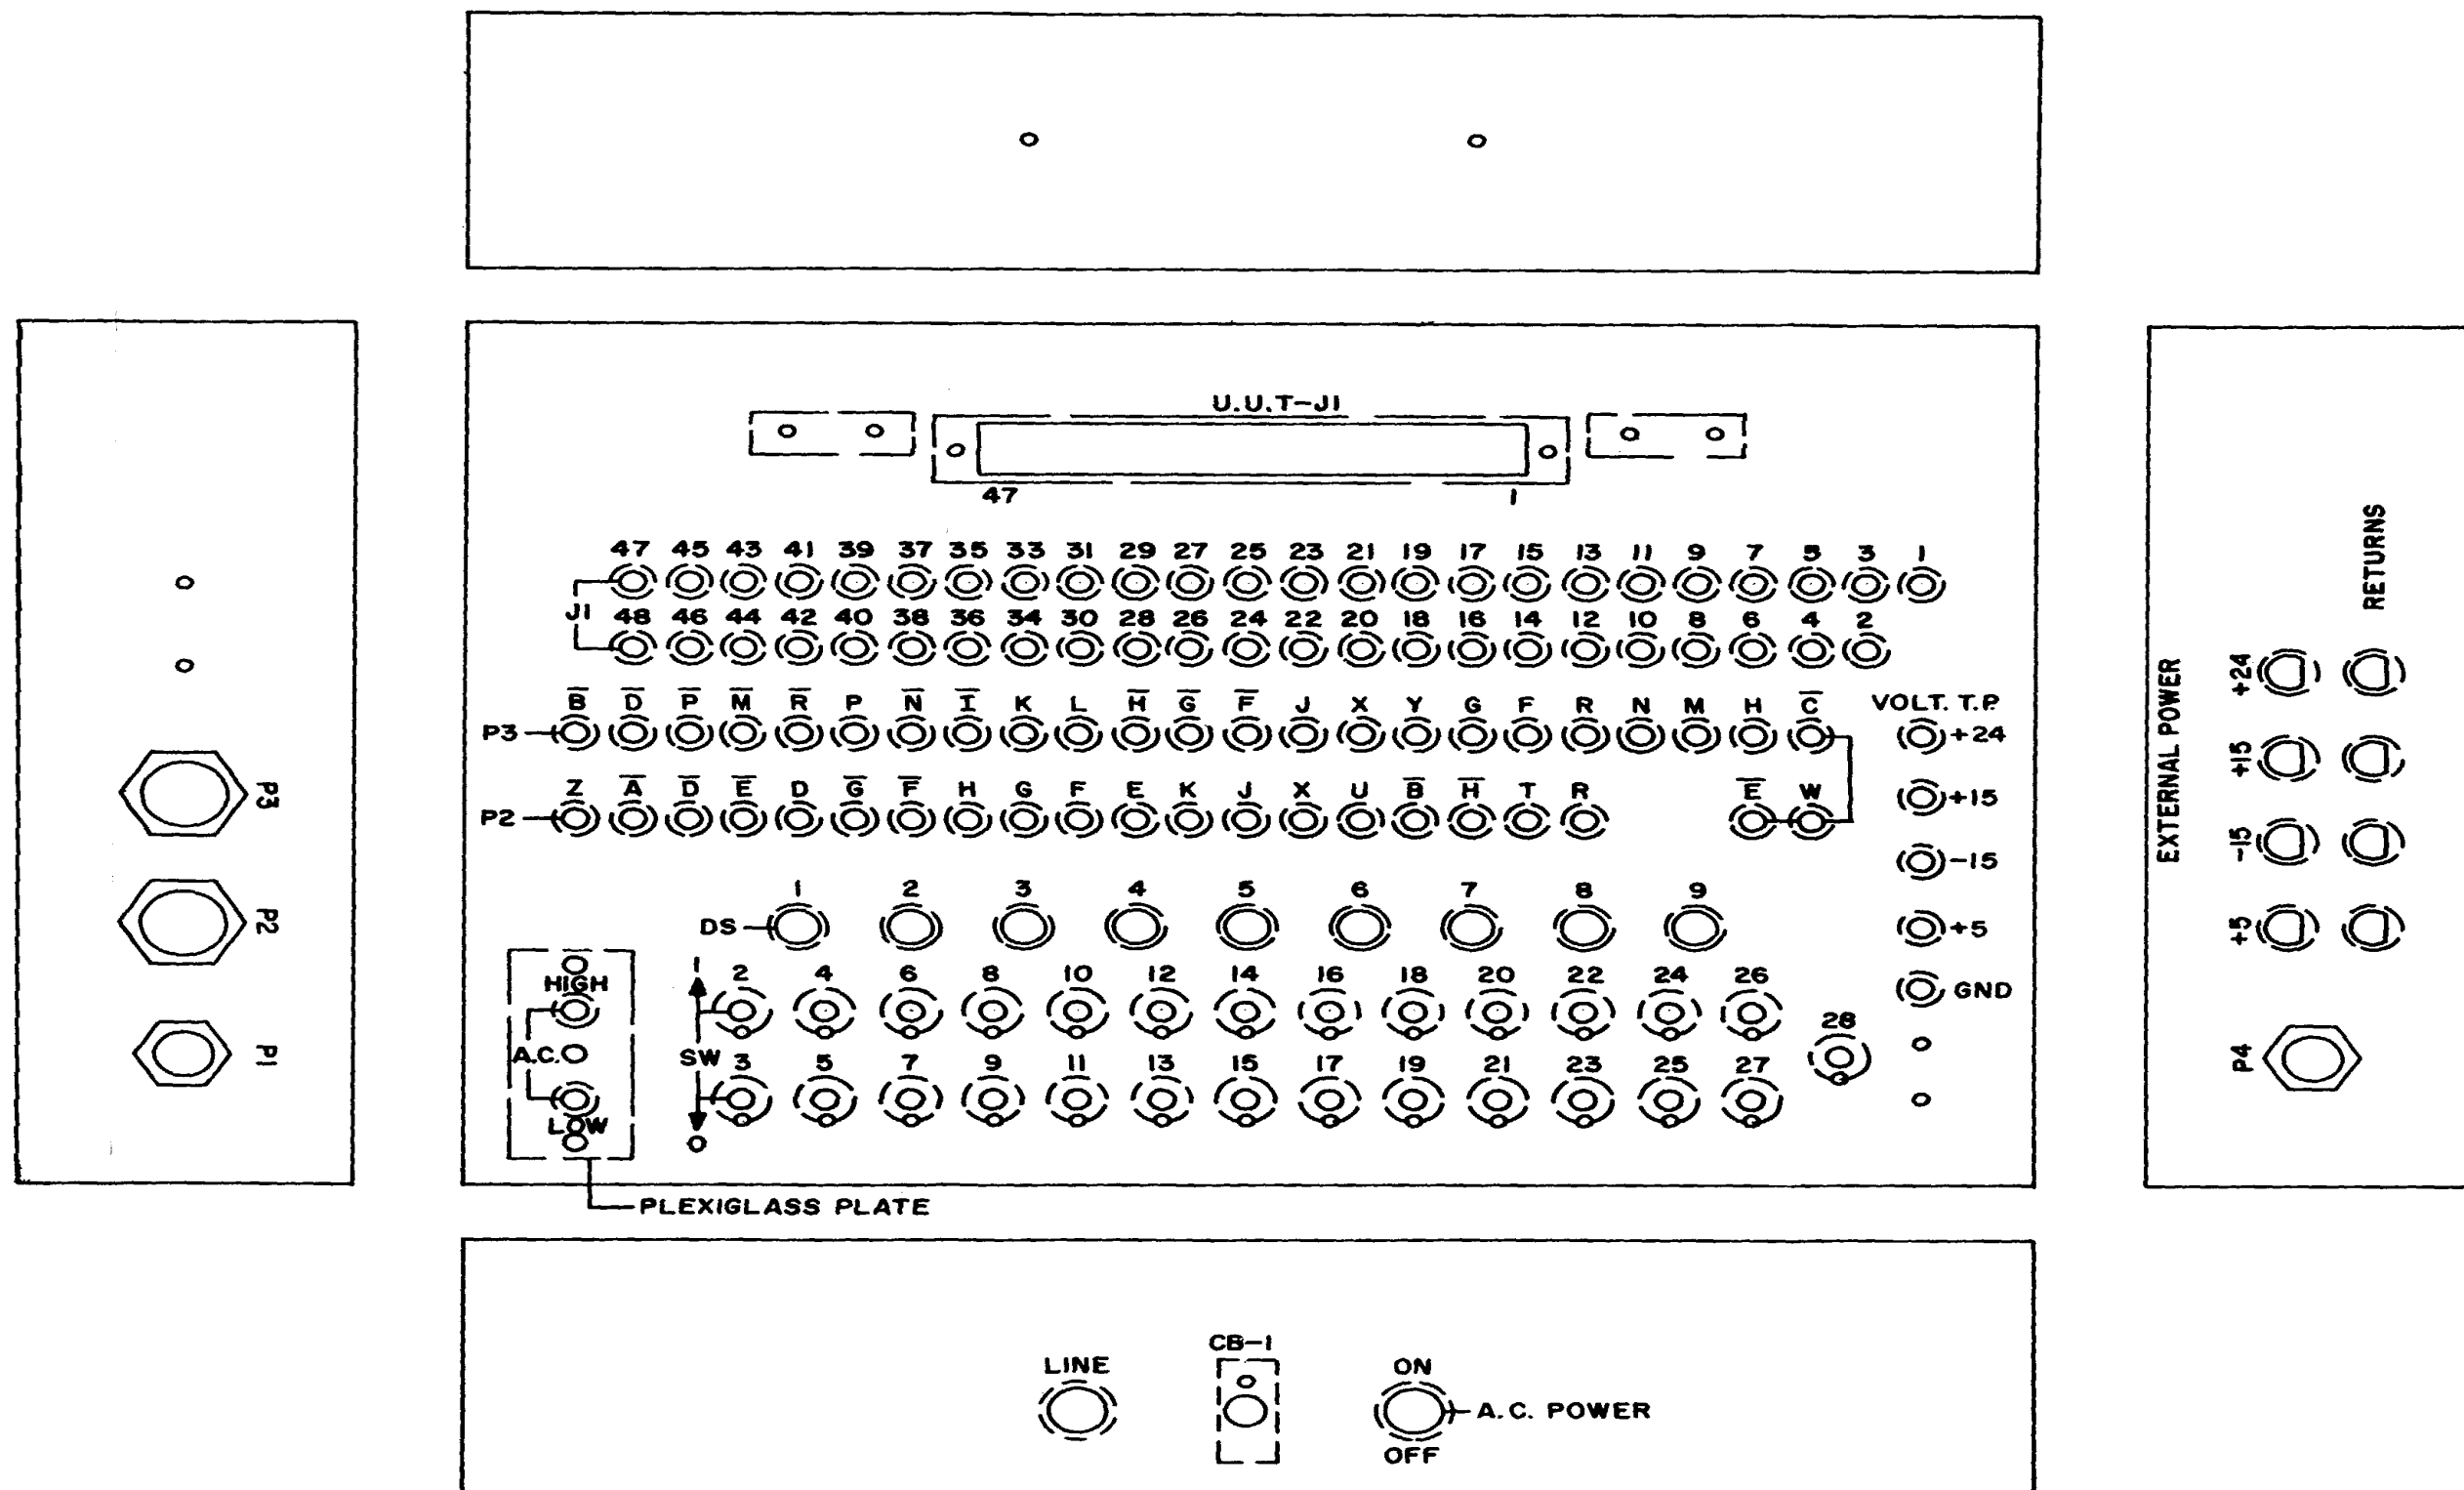 U.U.T-J1
47 1
47 45 43 41 39 37 35 33 31 29 27 25 23 21 19 17 15 13 11 9 7 5 3 1
J1
48 46 44 42 40 38 36 34 30 28 26 24 22 20 18 16 14 12 10 8 6 4 2
B̅ D̅ P̅ M̅ R̅ P N̅ I̅ K L H̅ G̅ F̅ J X Y G F R N M H C̅
P3
VOLT. T.P.
+24
Z A̅ D̅ E̅ D G̅ F̅ H G F E K J X U B̅ H̅ T R E̅ W
P2
+15
-15
1 2 3 4 5 6 7 8 9
DS
+5
GND
HIGH
A.C.
LOW
1
2 4 6 8 10 12 14 16 18 20 22 24 26
28
SW
3 5 7 9 11 13 15 17 19 21 23 25 27
PLEXIGLASS PLATE
P3
P2
P1
EXTERNAL POWER
RETURNS
+24
+15
-15
+5
P4
LINE
CB-1
ON
A.C. POWER
OFF